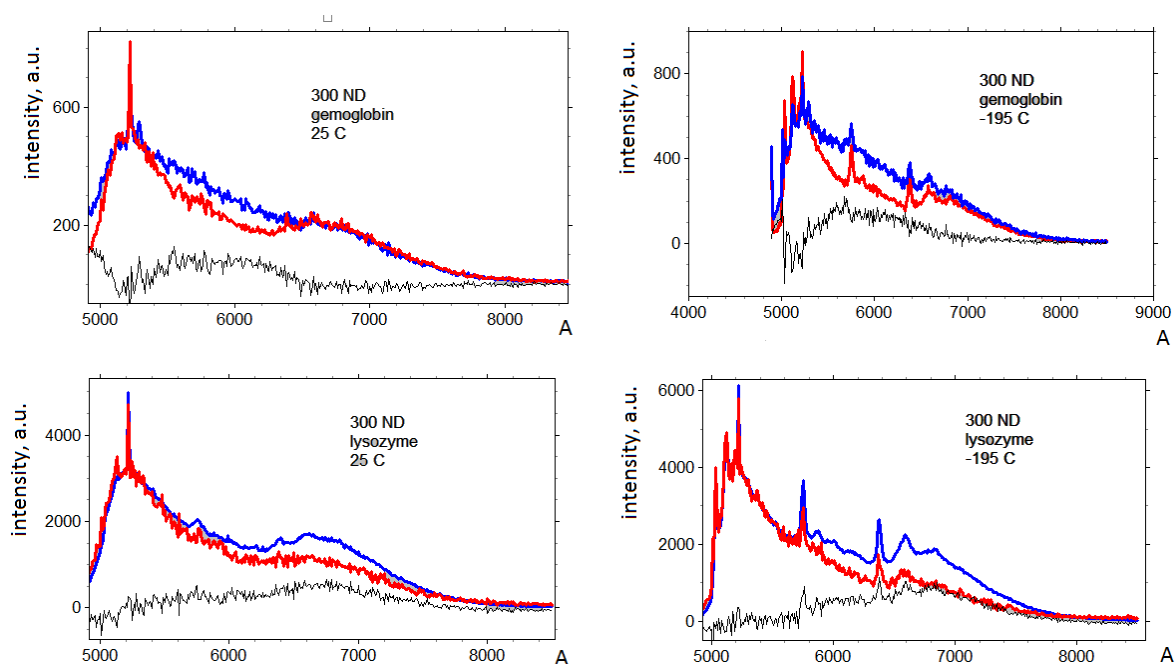 intensity, a.u.
600
200
300 ND
gemoglobin
25 C
5000 6000 7000 8000 A
intensity, a.u.
800
400
0
300 ND
gemoglobin
-195 C
4000 5000 6000 7000 8000 9000
A
intensity, a.u.
4000
2000
0
300 ND
lysozyme
25 C
5000 6000 7000 8000 A
intensity, a.u.
6000
4000
2000
0
300 ND
lysozyme
-195 C
5000 6000 7000 8000 A